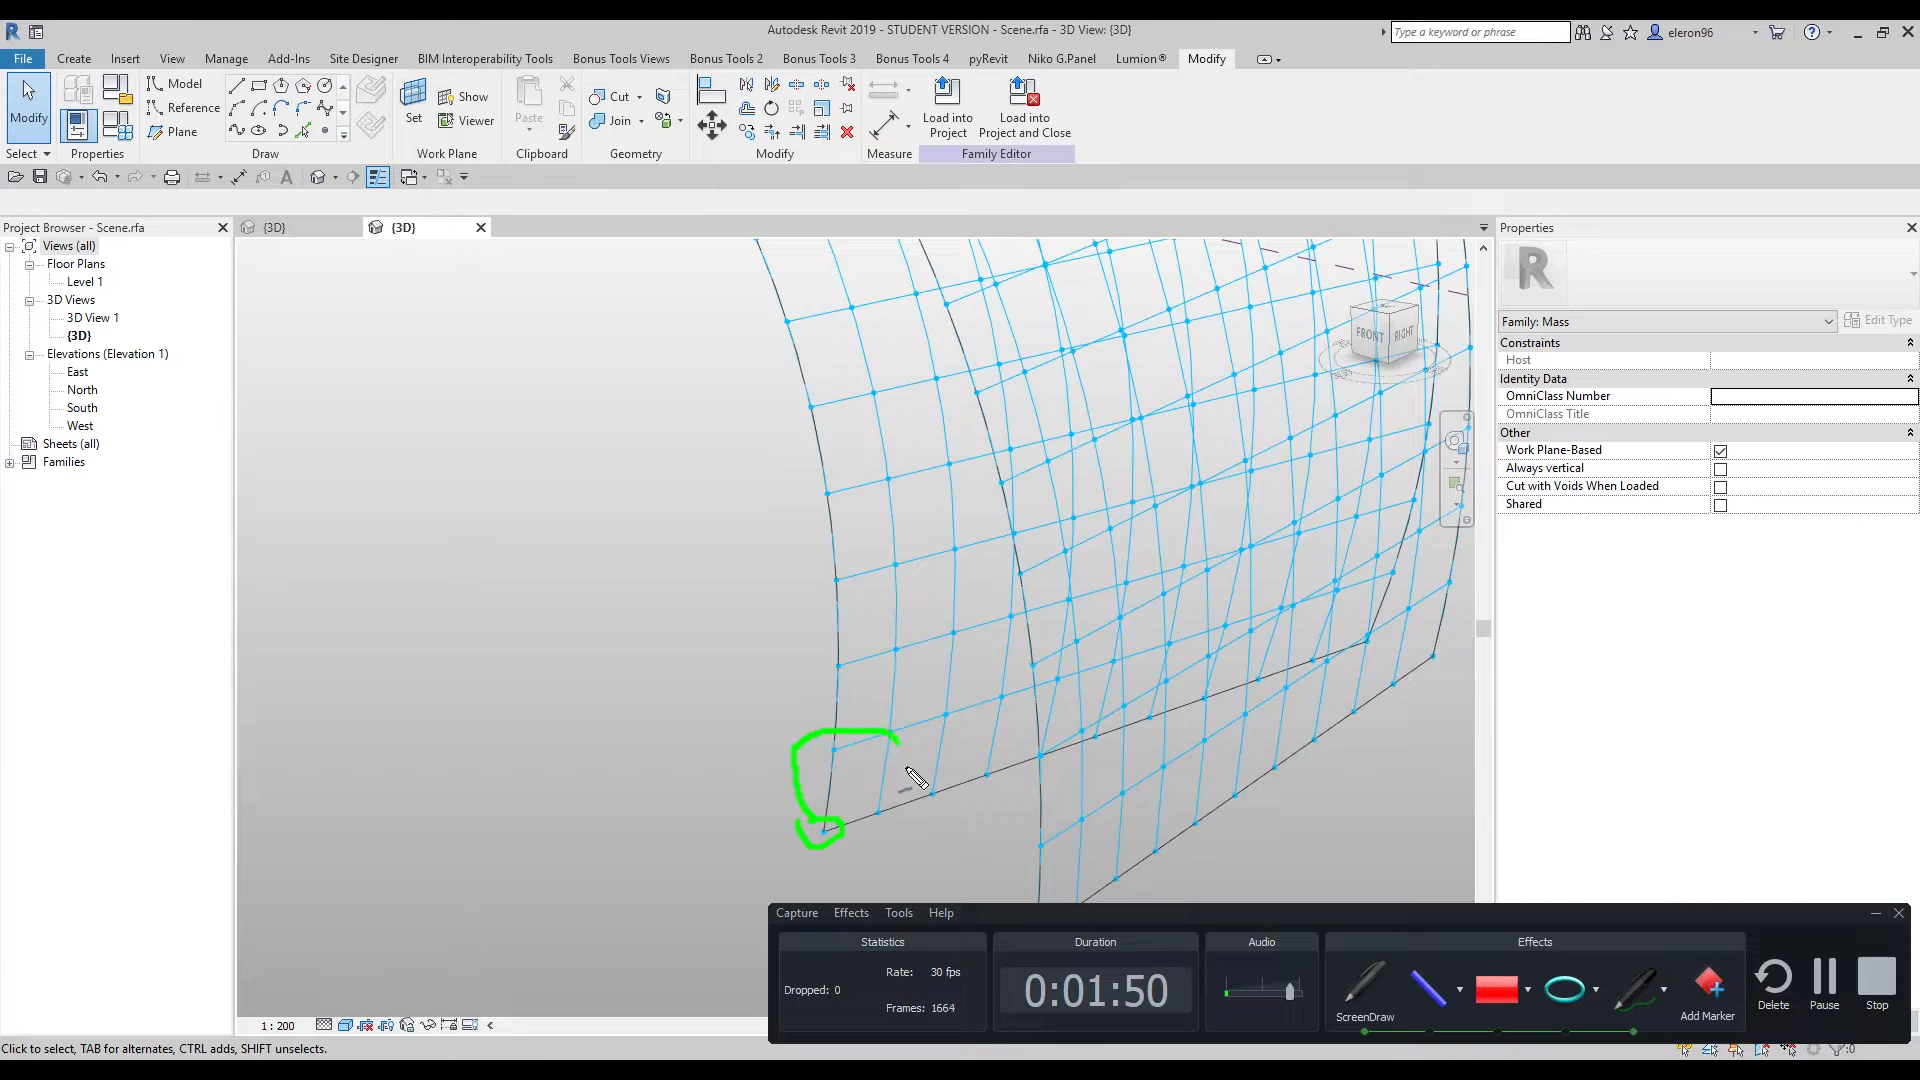 Autodesk Revit 2019 - STUDENT VERSION - Scene.rfa - 3D View: {3D}
Type a keyword or phrase
eleron96
File Create Insert View Manage Add-Ins Site Designer BIM Interoperability Tools Bonus Tools Views Bonus Tools 2 Bonus Tools 3 Bonus Tools 4 pyRevit Niko G.Panel Lumion® Modify
Model
Reference
Plane
Modify
Set
Show
Viewer
Paste
Cut
Join
Load into
Project
Load into
Project and Close
Select Properties Draw Work Plane Clipboard Geometry Modify Measure Family Editor
Project Browser - Scene.rfa
{3D}
{3D}
Properties
Views (all)
Floor Plans
Level 1
3D Views
3D View 1
{3D}
Elevations (Elevation 1)
East
North
South
West
Sheets (all)
Families
FRONT
RIGHT
Family: Mass
Edit Type
Constraints
Host
Identity Data
OmniClass Number
OmniClass Title
Other
Work Plane-Based
Always vertical
Cut with Voids When Loaded
Shared
Capture Effects Tools Help
Statistics
Duration
Audio
Effects
Rate: 30 fps
Dropped: 0
Frames: 1664
0:01:50
ScreenDraw
Add Marker
Delete
Pause
Stop
1 : 200
Click to select, TAB for alternates, CTRL adds, SHIFT unselects.
:0